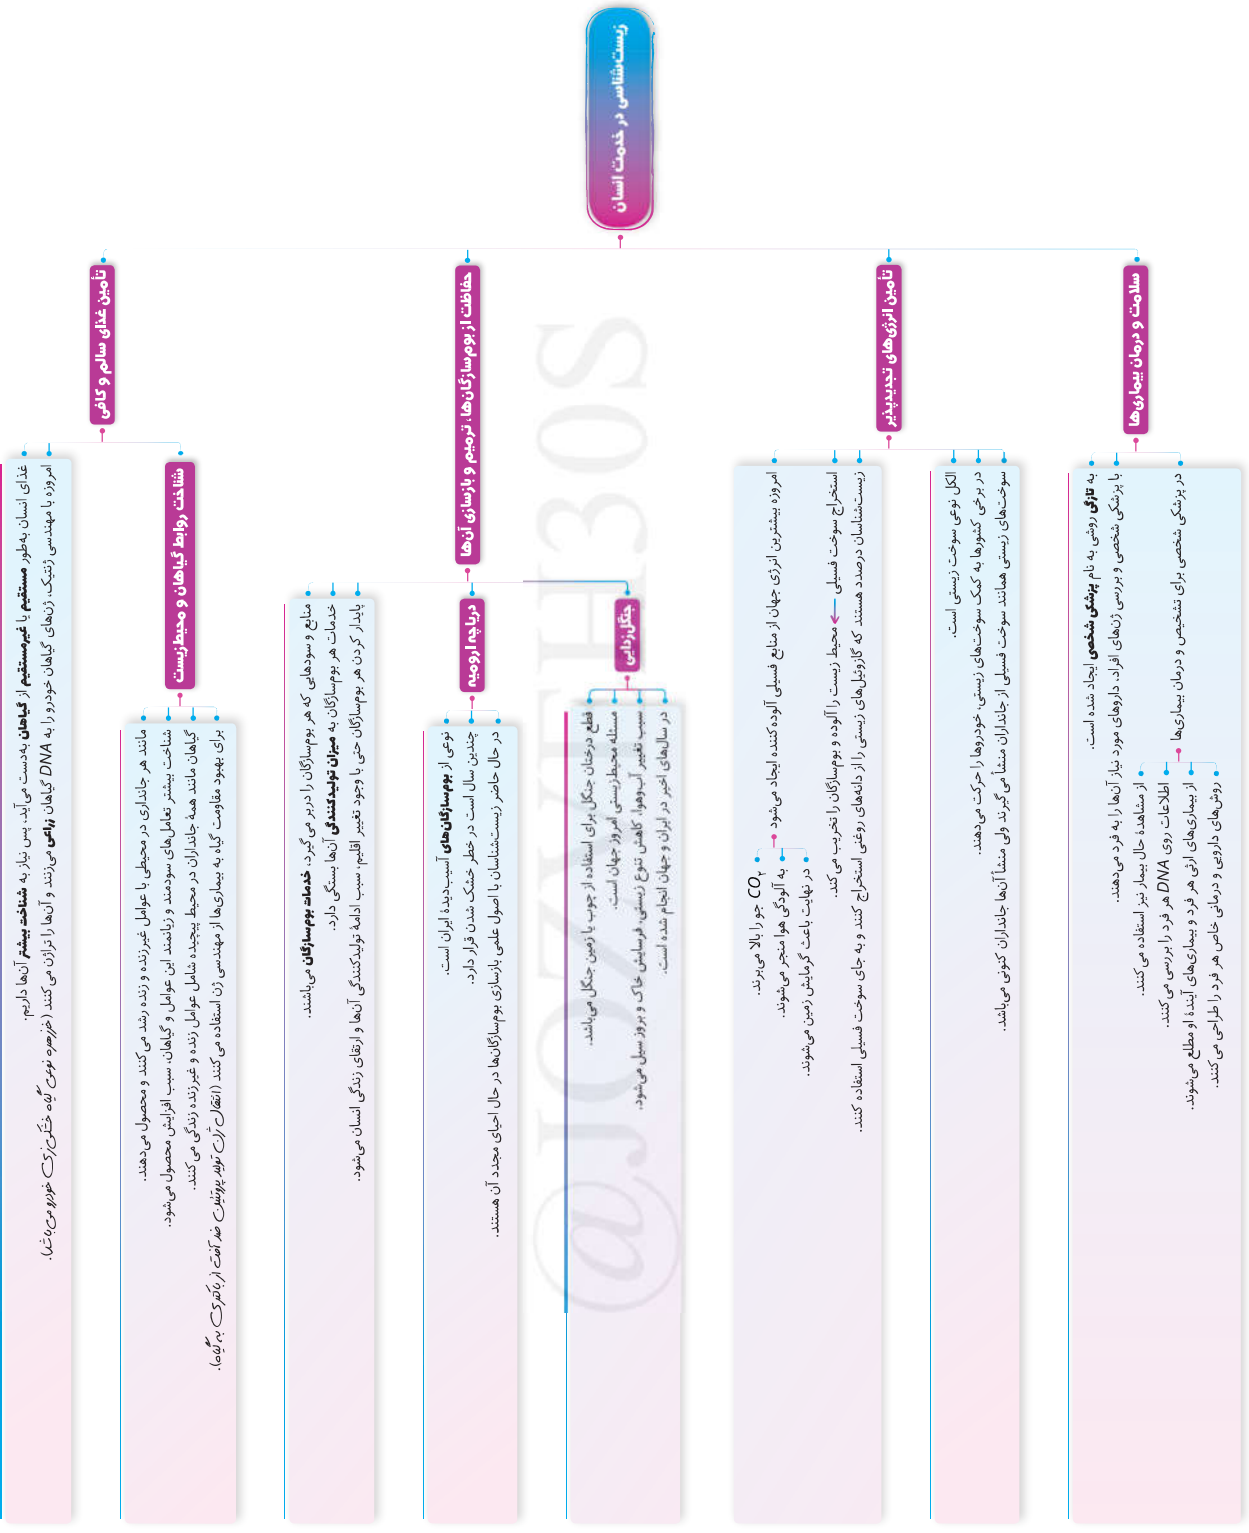 زیست‌شناسی در خدمت انسان
تأمین غذای سالم و کافی
غذای انسان به‌طور مستقیم یا غیرمستقیم از گیاهان به‌دست می‌آید، پس نیاز به شناخت بیشتر آن‌ها داریم.
امروزه با مهندسی ژنتیک، ژن‌های گیاهان خودرو را به DNA گیاهان زراعی می‌زنند و آن‌ها را تراژن می‌کنند (خرزهره نوعی گیاه خشکی‌زی خودرو می‌باشد).
شناخت روابط گیاهان و محیط‌زیست
مانند هر جانداری در محیطی با عوامل غیرزنده و زنده رشد می‌کنند و محصول می‌دهند.
شناخت بیشتر تعامل‌های سودمند و زیانمند این عوامل و گیاهان، سبب افزایش محصول می‌شود.
گیاهان مانند همهٔ جانداران در محیط پیچیده شامل عوامل زنده و غیرزنده زندگی می‌کنند.
برای بهبود مقاومت گیاه به بیماری‌ها از مهندسی ژن استفاده می‌کنند (انتقال ژن تولید پروتئین ضد آفت از باکتری به گیاه).
حفاظت از بوم‌سازگان‌ها، ترمیم و بازسازی آن‌ها
منابع و سودهایی که هر بوم‌سازگان را دربر می‌گیرد، خدمات بوم‌سازگان می‌باشند.
خدمات هر بوم‌سازگان به میزان تولیدکنندگی آن‌ها بستگی دارد.
پایدار کردن هر بوم‌سازگان حتی با وجود تغییر اقلیم، سبب ادامهٔ تولیدکنندگی آن‌ها و ارتقای زندگی انسان می‌شود.
دریاچه ارومیه
نوعی از بوم‌سازگان‌های آسیب‌دیدهٔ ایران است.
چندین سال است در خطر خشک شدن قرار دارد.
در حال حاضر زیست‌شناسان با اصول علمی بازسازی بوم‌سازگان‌ها در حال احیای مجدد آن هستند.
جنگل‌زدایی
قطع درختان جنگل برای استفاده از چوب یا زمین جنگل می‌باشد.
مسئله محیط‌زیستی امروز جهان است.
سبب تغییر آب‌وهوا، کاهش تنوع زیستی، فرسایش خاک و بروز سیل می‌شود.
در سال‌های اخیر در ایران و جهان انجام شده است.
تأمین انرژی‌های تجدیدپذیر
امروزه بیشترین انرژی جهان از منابع فسیلی آلوده‌کننده ایجاد می‌شود
CO۲ جو را بالا می‌برند.
به آلودگی هوا منجر می‌شوند.
در نهایت باعث گرمایش زمین می‌شوند.
استخراج سوخت فسیلی ← محیط زیست را آلوده و بوم‌سازگان را تخریب می‌کند.
زیست‌شناسان درصدد هستند که گازوئیل‌های زیستی را از دانه‌های روغنی استخراج کنند و به جای سوخت فسیلی استفاده کنند.
الکل نوعی سوخت زیستی است.
در برخی کشورها به کمک سوخت‌های زیستی، خودروها را حرکت می‌دهند.
سوخت‌های زیستی همانند سوخت فسیلی از جانداران منشأ می‌گیرند ولی منشأ آن‌ها جانداران کنونی می‌باشد.
سلامت و درمان بیماری‌ها
به تازگی روشی به نام پزشکی شخصی ایجاد شده است.
با پزشکی شخصی و بررسی ژن‌های افراد، داروهای مورد نیاز آن‌ها را به فرد می‌دهند.
در پزشکی شخصی برای تشخیص و درمان بیماری‌ها
از مشاهدهٔ حال بیمار نیز استفاده می‌کنند.
اطلاعات روی DNA هر فرد را بررسی می‌کنند.
از بیماری‌های ارثی هر فرد و بیماری‌های آیندهٔ او مطلع می‌شوند.
روش‌های دارویی و درمانی خاص هر فرد را طراحی می‌کنند.